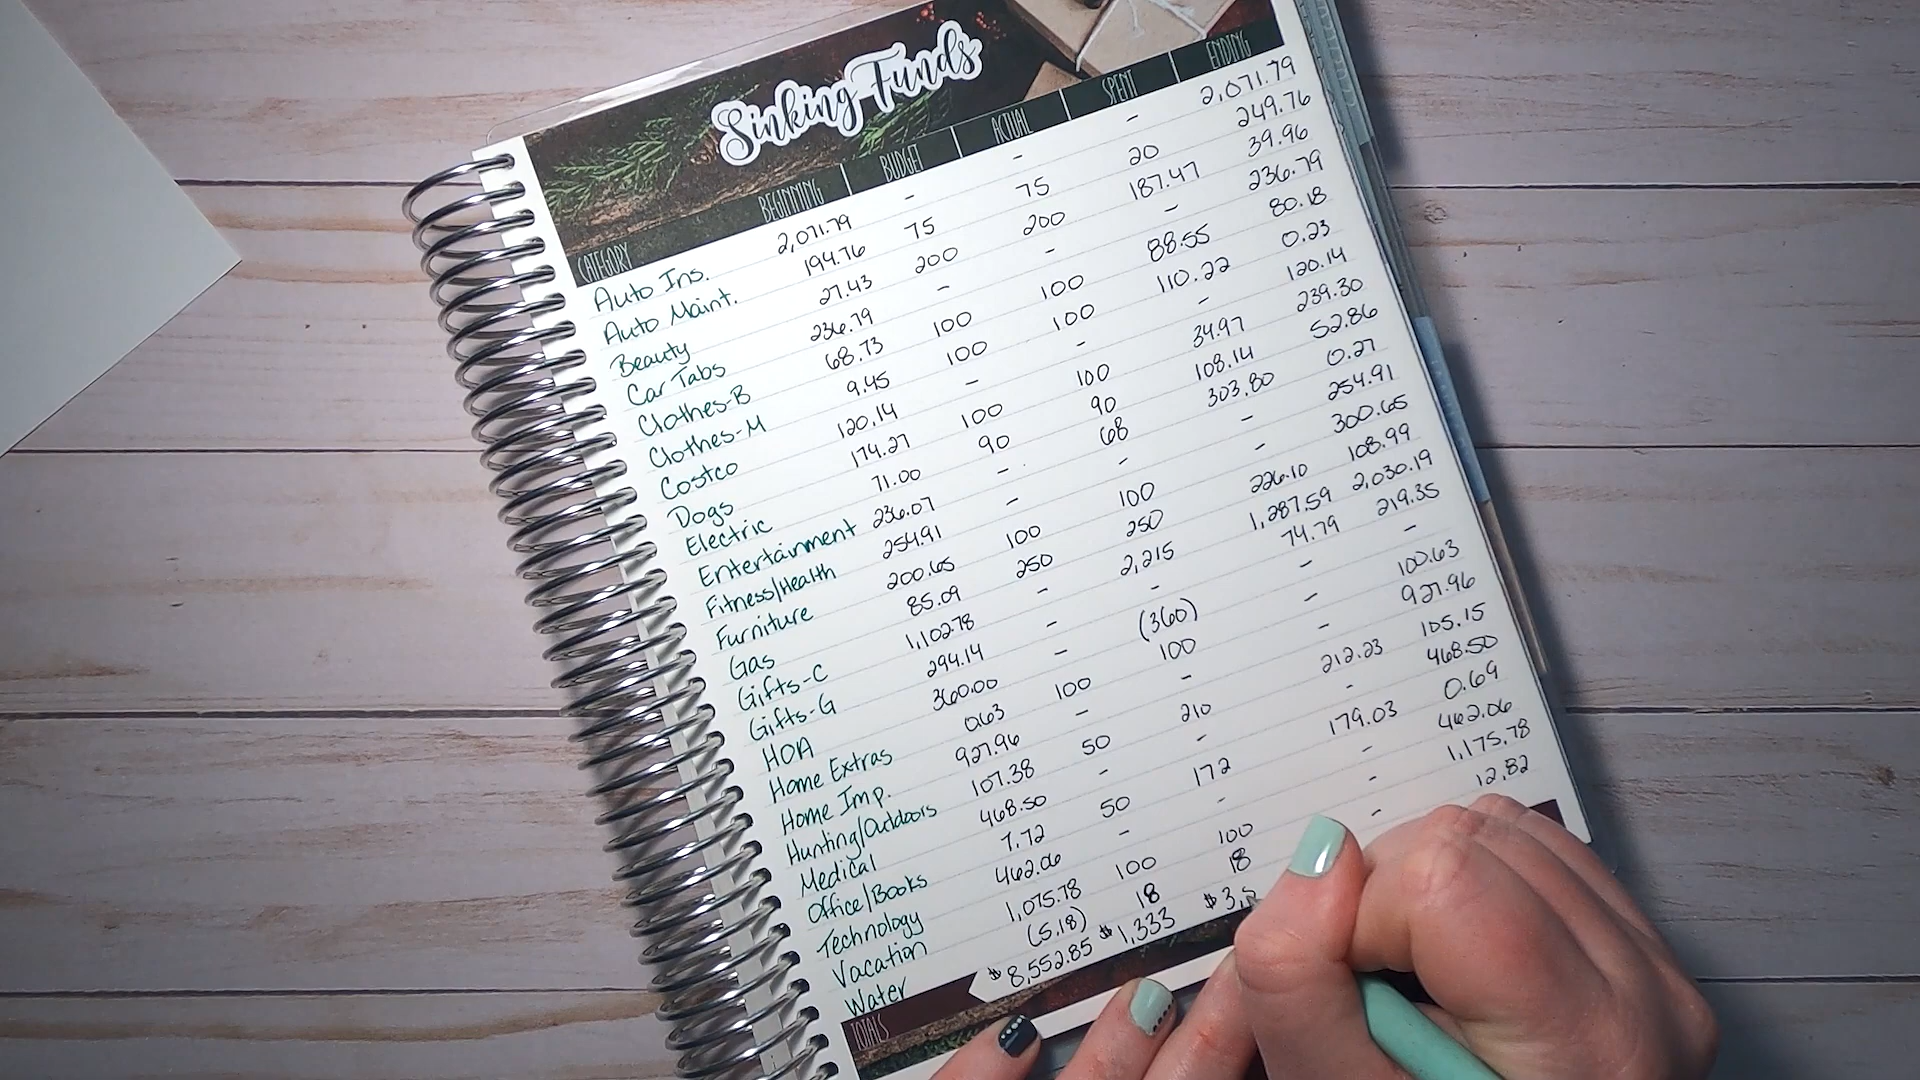 Sinking Funds
CATEGORY BEGINNING BUDGET ACTUAL SPENT ENDING
Auto Ins. 2,071.79 - - - 2,071.79
Auto Maint. 194.76 75 75 20 249.76
Beauty 27.43 200 200 187.47 39.96
Car Tabs 236.79 - - - 236.79
Clothes-B 68.73 100 100 88.55 80.18
Clothes-M 9.45 100 100 110.22 0.23
Costco 120.14 - - - 120.14
Dogs 174.27 100 100 34.97 239.30
Electric 71.00 90 90 108.14 52.86
Entertainment 236.07 - 68 303.80 0.27
Fitness/Health 254.91 - - - 254.91
Furniture 200.65 100 100 - 300.65
Gas 85.09 250 250 226.10 108.99
Gifts-C 1,102.78 - 2,215 1,287.59 2,030.19
Gifts-G 294.14 - - 74.79 219.35
HOA 360.00 - (360) - -
Home Extras 0.63 100 100 - 100.63
Home Imp. 927.96 - - - 927.96
Hunting/Outdoors 107.38 50 210 212.23 105.15
Medical 468.50 - - - 468.50
Office/Books 7.72 50 172 179.03 0.69
Technology 462.06 - - - 462.06
Vacation 1,075.78 100 100 - 1,175.78
Water (5.18) 18 18 - 12.82
TOTALS $8,552.85 $1,333 $3,